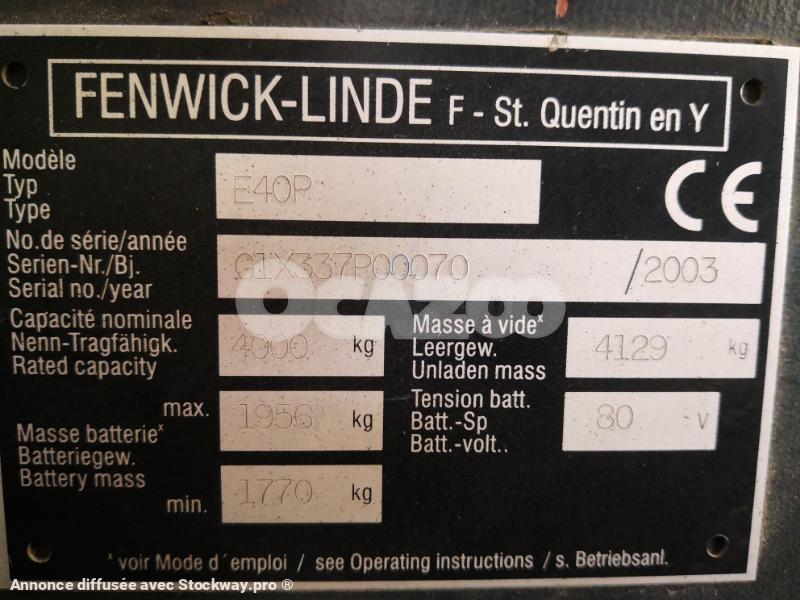 FENWICK-LINDE F - St. Quentin en Y
Modèle
Typ
Type
E40P
CE
No.de série/année
Serien-Nr./Bj.
Serial no./year
G1X337P00070 /2003
Capacité nominale
Nenn-Tragfähigk.
Rated capacity
4000 kg
Masse à videˣ
Leergew.
Unladen mass
4129 kg
max. 1956 kg
Masse batterieˣ
Batteriegew.
Battery mass
min. 1770 kg
Tension batt.
Batt.-Sp
Batt.-volt..
80 V
ˣ voir Mode d´emploi / see Operating instructions / s. Betriebsanl.
OCAZOO
Annonce diffusée avec Stockway.pro ®